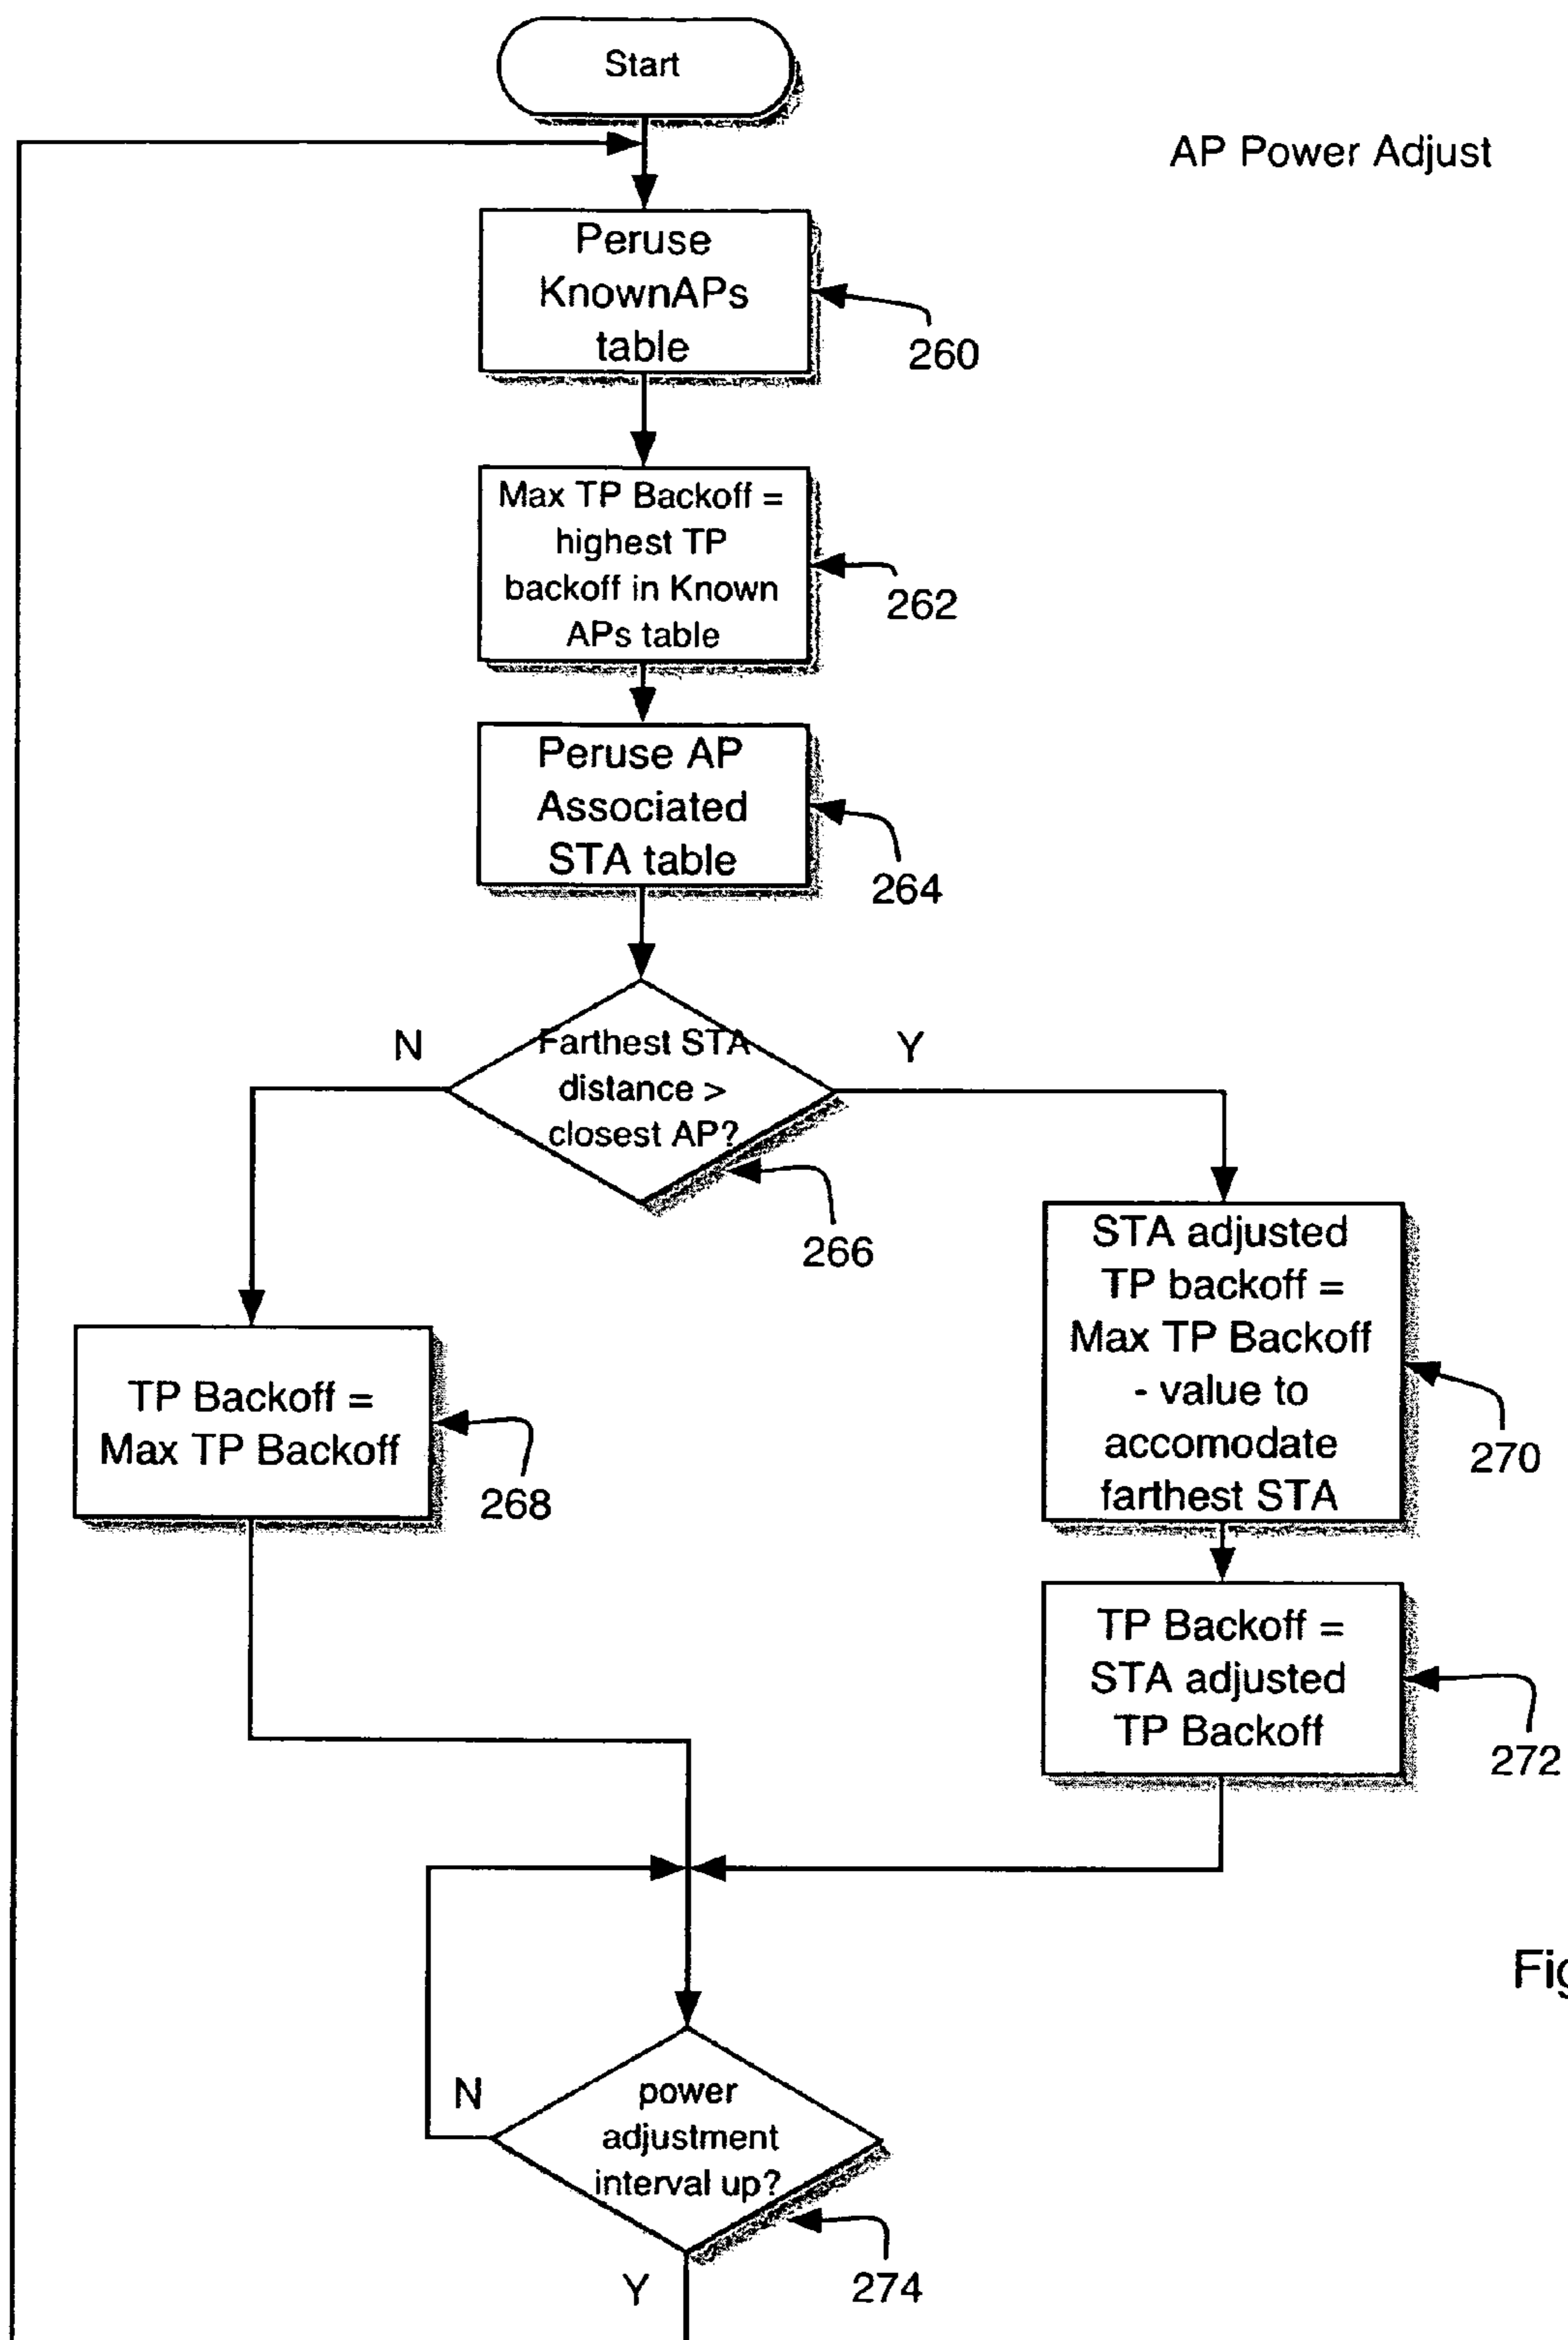 Start
AP Power Adjust
Peruse
KnownAPs
table
260
Max TP Backoff =
highest TP
backoff in Known
APs table
262
Peruse AP
Associated
STA table
264
N
Farthest STA
distance >
closest AP?
Y
266
TP Backoff =
Max TP Backoff
268
STA adjusted
TP backoff =
Max TP Backoff
- value to
accomodate
farthest STA
270
TP Backoff =
STA adjusted
TP Backoff
272
N
power
adjustment
interval up?
Y
274